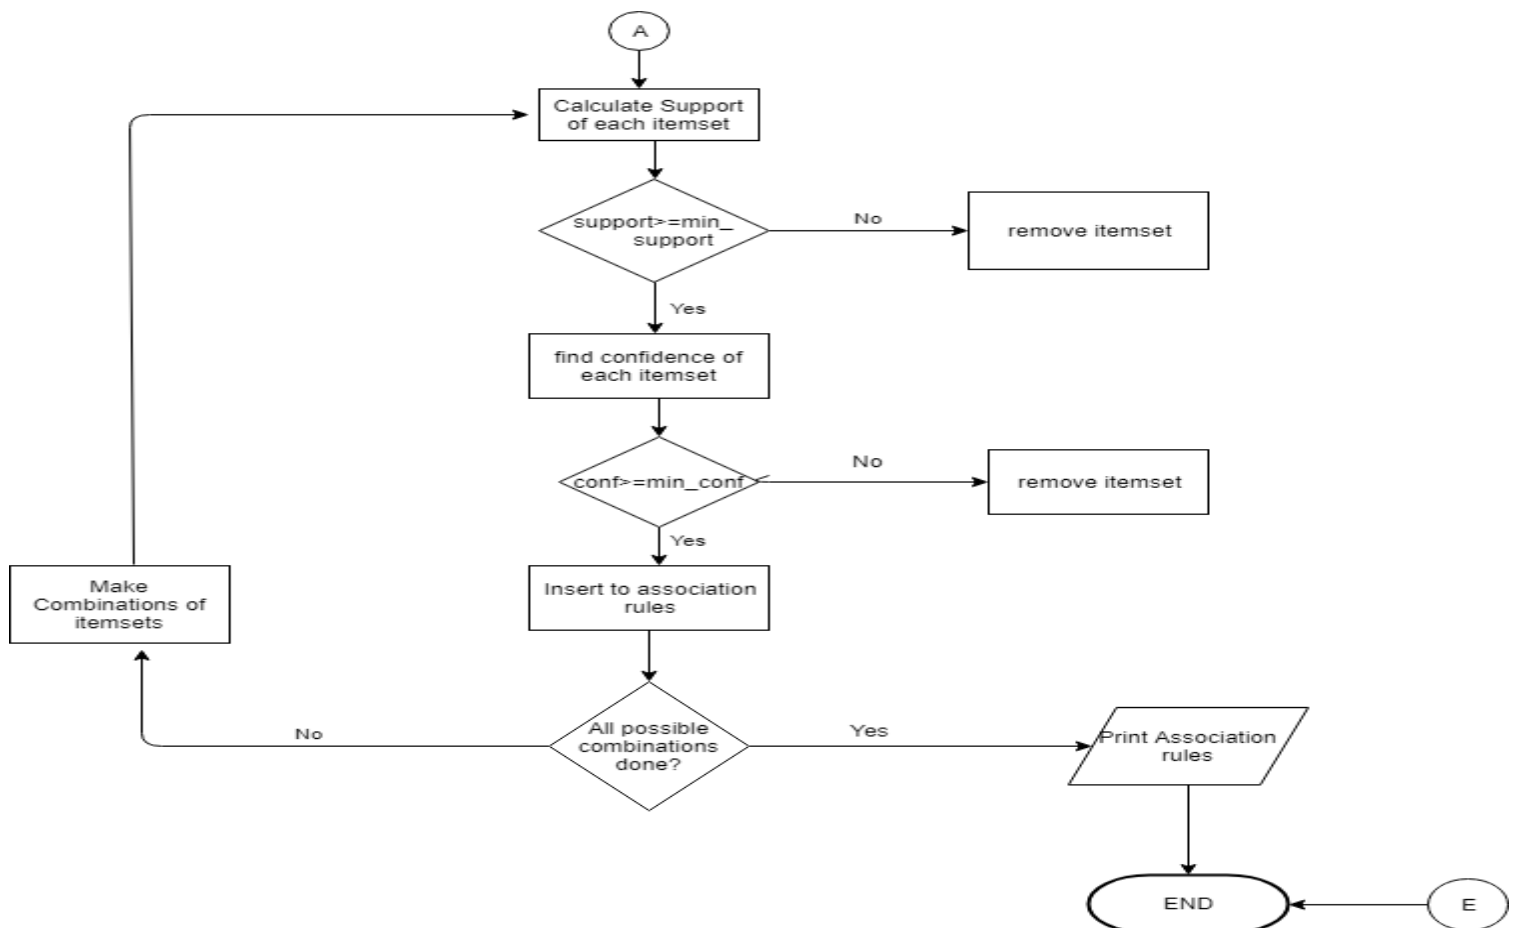 A
Calculate Support
of each itemset
support>=min_
support
No
remove itemset
Yes
find confidence of
each itemset
conf>=min_conf
No
remove itemset
Yes
Insert to association
rules
Make
Combinations of
itemsets
All possible
combinations
done?
No
Yes
Print Association
rules
END
E